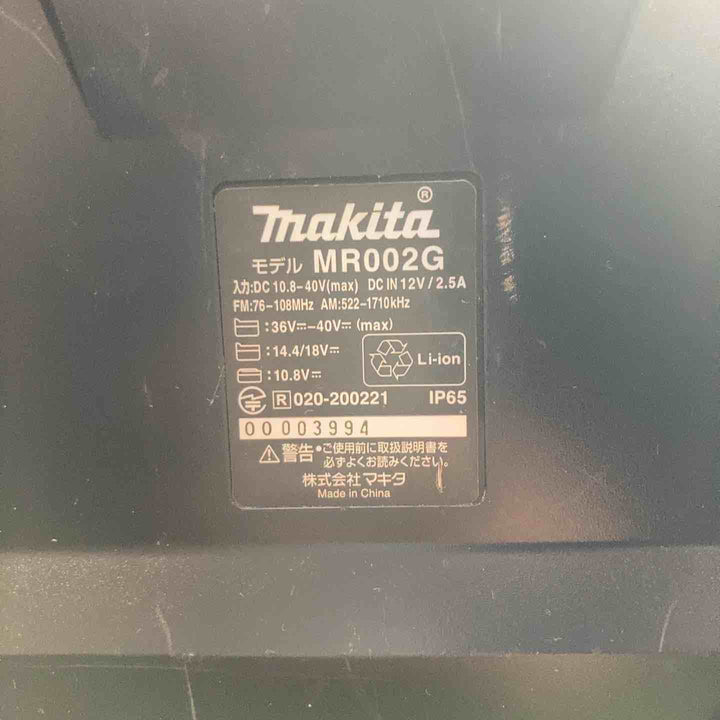 makita®
モデル MR002G
入力:DC 10.8-40V(max) DC IN 12V / 2.5A
FM:76-108MHz AM:522-1710kHz
:36V⎓-40V⎓ (max)
:14.4/18V⎓
Li-ion
:10.8V⎓
R 020-200221 IP65
00003994
⚠警告 •ご使用前に取扱説明書を
必ずよくお読みください。
株式会社マキタ
Made in China